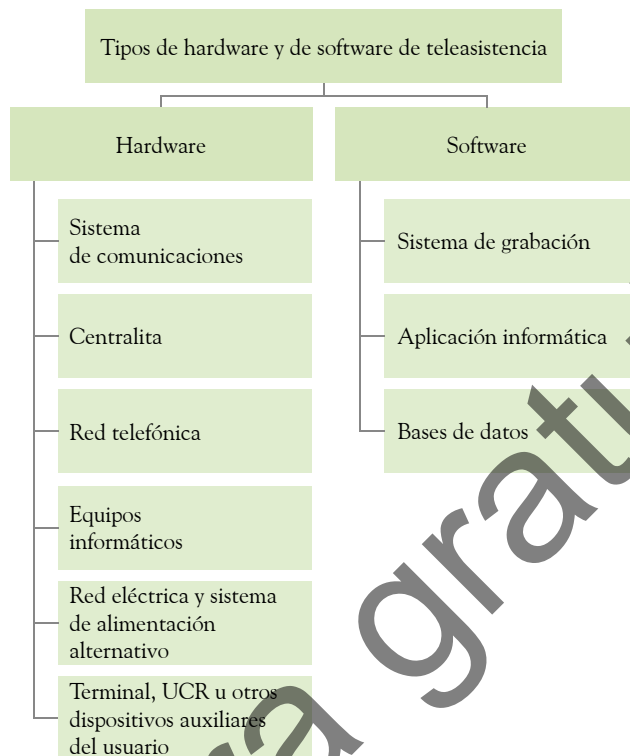 Tipos de hardware y de software de teleasistencia
Hardware
Sistema
de comunicaciones
Centralita
Red telefónica
Equipos
informáticos
Red eléctrica y sistema
de alimentación
alternativo
Terminal, UCR u otros
dispositivos auxiliares
del usuario
Software
Sistema de grabación
Aplicación informática
Bases de datos